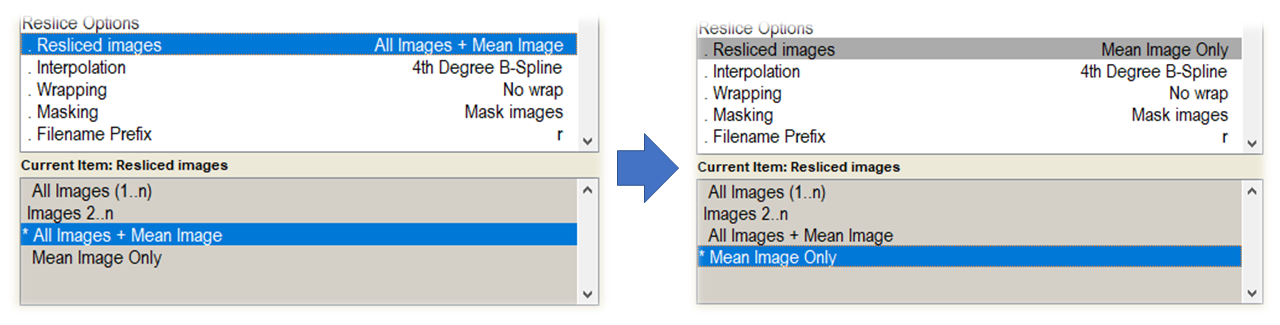 Reslice Options
. Resliced images All Images + Mean Image
. Interpolation 4th Degree B-Spline
. Wrapping No wrap
. Masking Mask images
. Filename Prefix r
Current Item: Resliced images
All Images (1..n)
Images 2..n
* All Images + Mean Image
Mean Image Only
Reslice Options
. Resliced images Mean Image Only
. Interpolation 4th Degree B-Spline
. Wrapping No wrap
. Masking Mask images
. Filename Prefix r
Current Item: Resliced images
All Images (1..n)
Images 2..n
All Images + Mean Image
* Mean Image Only